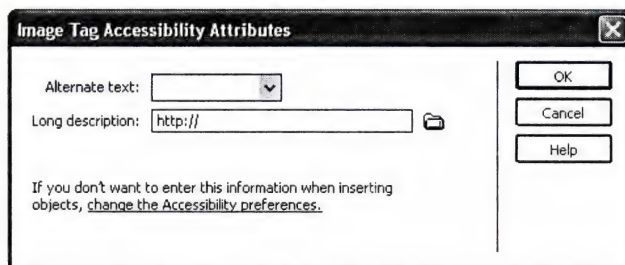 Image Tag Accessibility Attributes
Alternate text:
OK
Long description: http://
Cancel
Help
If you don't want to enter this information when inserting
objects, change the Accessibility preferences.